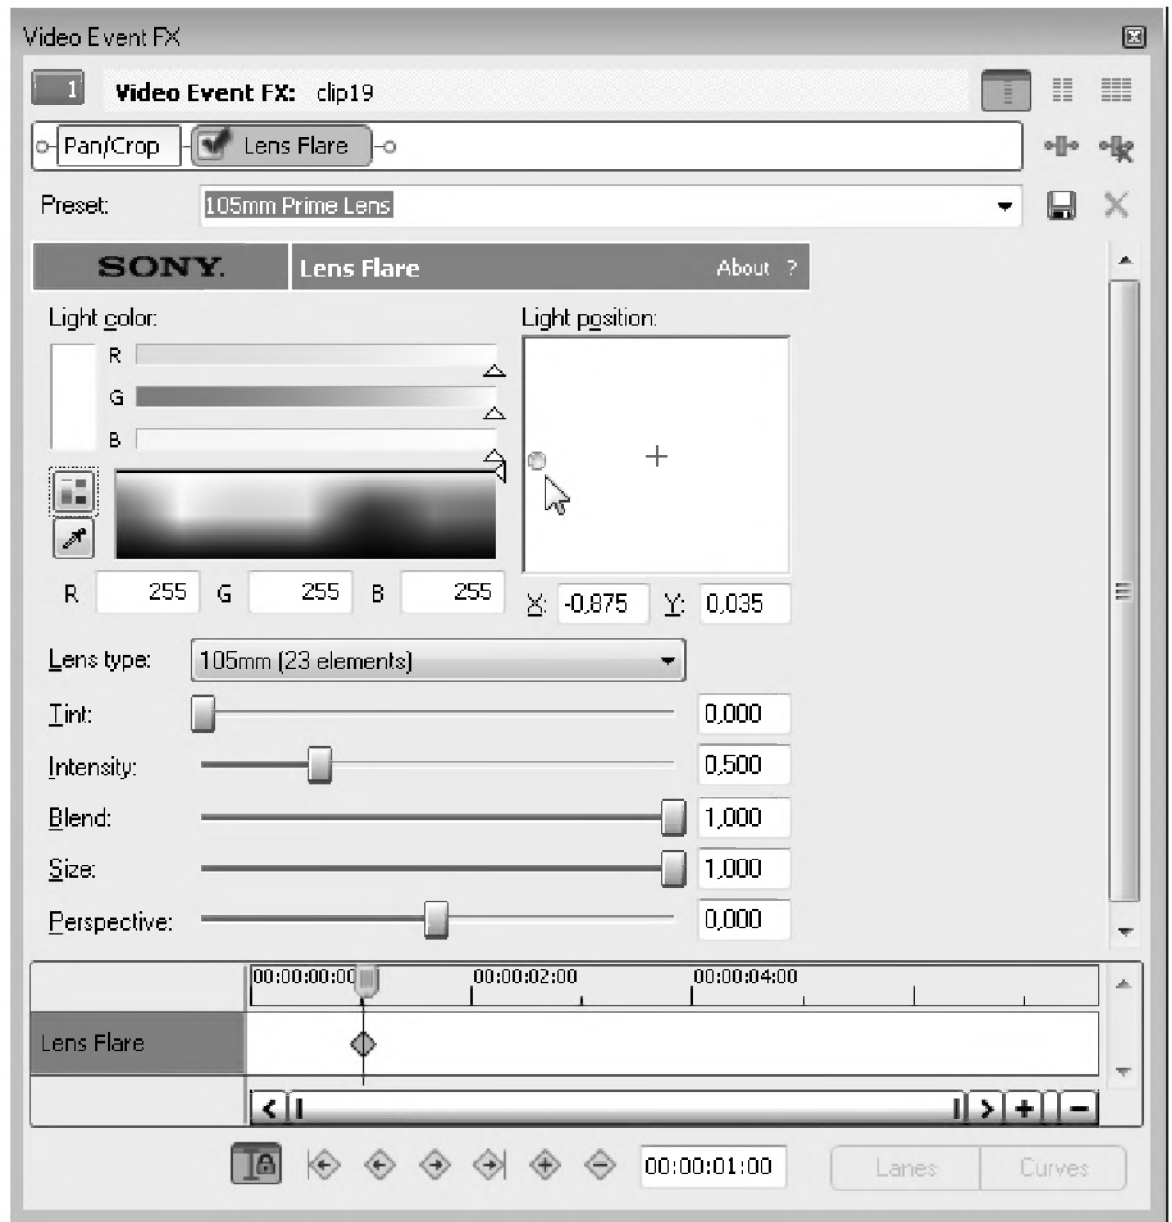 Video Event FX
1 Video Event FX: clip19
Pan/Crop Lens Flare
Preset: 105mm Prime Lens
SONY. Lens Flare About ?
Light color: Light position:
R
G
B
R 255 G 255 B 255 X: -0,875 Y: 0,035
Lens type: 105mm (23 elements)
Tint: 0,000
Intensity: 0,500
Blend: 1,000
Size: 1,000
Perspective: 0,000
00:00:00:00 00:00:02:00 00:00:04:00
Lens Flare
00:00:01:00 Lanes Curves